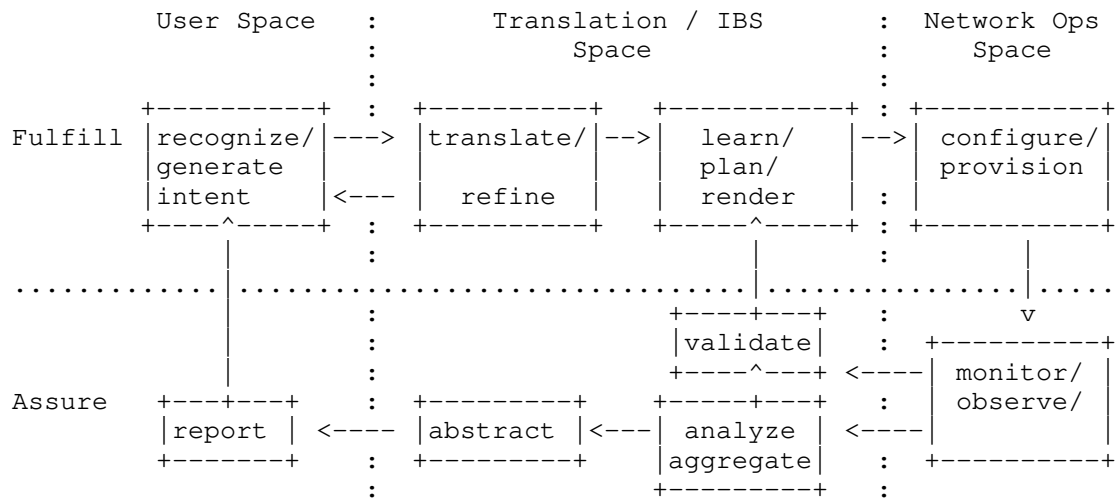 User Space : Translation / IBS : Network Ops
: Space : Space
: :
: :
+----------+ : +----------+ +-----------+ : +-----------+
Fulfill |recognize/|---> |translate/|-->| learn/ |-->| configure/|
|generate | | | | plan/ | | provision |
|intent |<--- | refine | | render | : | |
+----^-----+ : +----------+ +-----^-----+ : +-----------+
| : | : |
.............|................................|.................|.....
| : +----+---+ : v
| : |validate| : +----------+
| : +----^---+ <----| monitor/ |
Assure +---+---+ : +---------+ +-----+---+ : | observe/ |
|report | <---- |abstract |<---| analyze | <----| |
+-------+ : +---------+ |aggregate| : +----------+
: +---------+ :